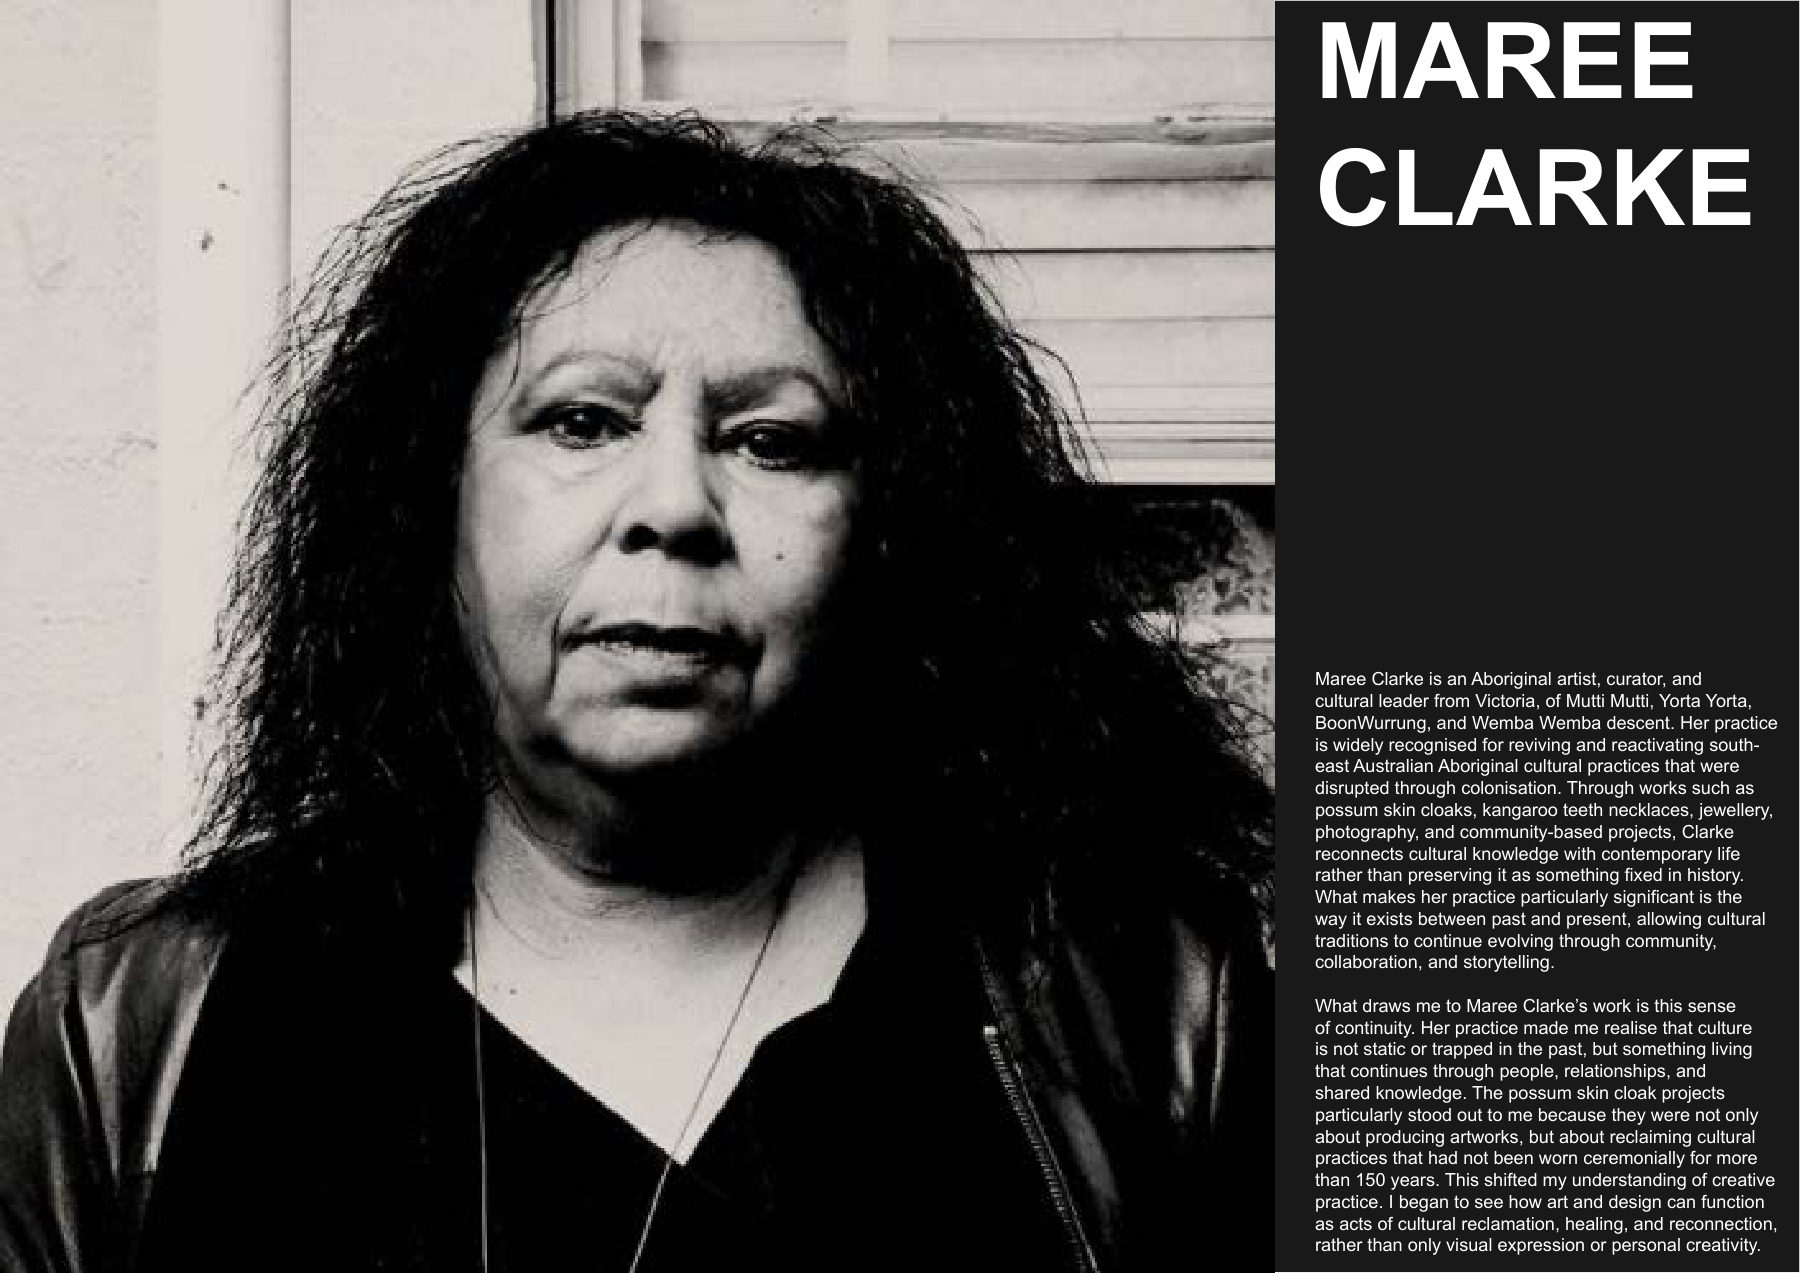 MAREE
CLARKE
Maree Clarke is an Aboriginal artist, curator, and
cultural leader from Victoria, of Mutti Mutti, Yorta Yorta,
BoonWurrung, and Wemba Wemba descent. Her practice
is widely recognised for reviving and reactivating south-
east Australian Aboriginal cultural practices that were
disrupted through colonisation. Through works such as
possum skin cloaks, kangaroo teeth necklaces, jewellery,
photography, and community-based projects, Clarke
reconnects cultural knowledge with contemporary life
rather than preserving it as something fixed in history.
What makes her practice particularly significant is the
way it exists between past and present, allowing cultural
traditions to continue evolving through community,
collaboration, and storytelling.
What draws me to Maree Clarke’s work is this sense
of continuity. Her practice made me realise that culture
is not static or trapped in the past, but something living
that continues through people, relationships, and
shared knowledge. The possum skin cloak projects
particularly stood out to me because they were not only
about producing artworks, but about reclaiming cultural
practices that had not been worn ceremonially for more
than 150 years. This shifted my understanding of creative
practice. I began to see how art and design can function
as acts of cultural reclamation, healing, and reconnection,
rather than only visual expression or personal creativity.